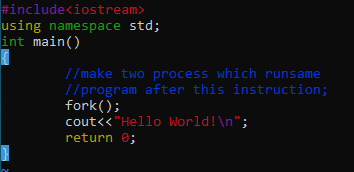 #include<iostream>
using namespace std;
int main()
{
        //make two process which runsame
        //program after this instruction;
        fork();
        cout<<"Hello World!\n";
        return 0;
}
~